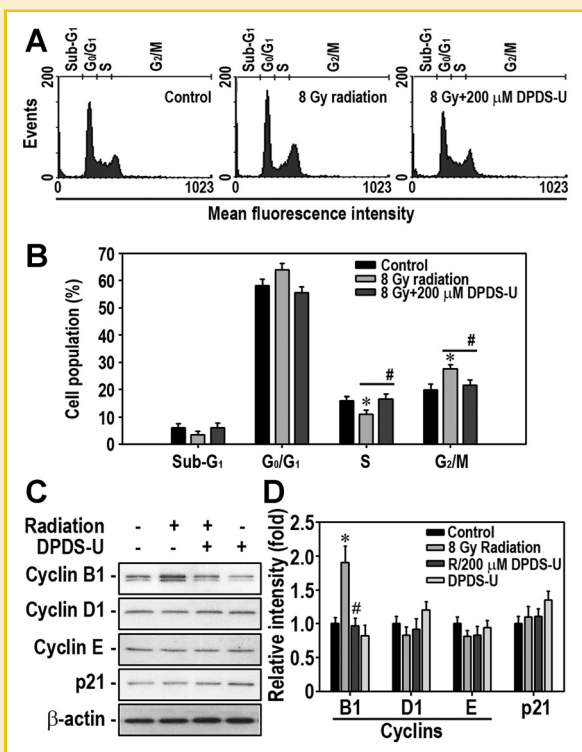 A
Sub-G1 G0/G1 S G2/M
Sub-G1 G0/G1 S G2/M
Sub-G1 G0/G1 S G2/M
200
Control
200
8 Gy radiation
200
8 Gy+200 μM DPDS-U
Events
0
0
0
0 1023
0 1023
0 1023
Mean fluorescence intensity
B
Cell population (%)
70
60
50
40
30
20
10
0
Control
8 Gy radiation
8 Gy+200 μM DPDS-U
* #
* #
Sub-G1 G0/G1 S G2/M
C
Radiation - + + -
DPDS-U - - + +
Cyclin B1 -
Cyclin D1 -
Cyclin E -
p21 -
β-actin -
D
Relative intensity (fold)
2.5
2.0
1.5
1.0
0.5
0
Control
8 Gy Radiation
R/200 μM DPDS-U
DPDS-U
*
#
B1 D1 E p21
Cyclins